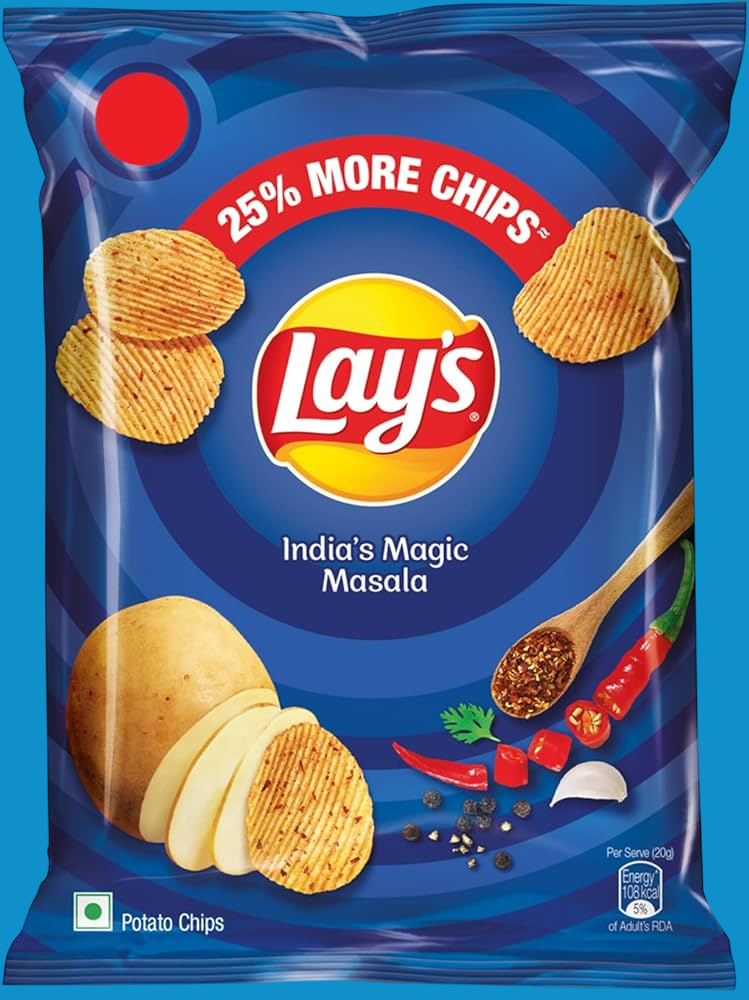 25% MORE CHIPS≈
Lay's®
India's Magic
Masala
Per Serve (20g)
Energy*
108 kcal
5%
of Adult's RDA
Potato Chips